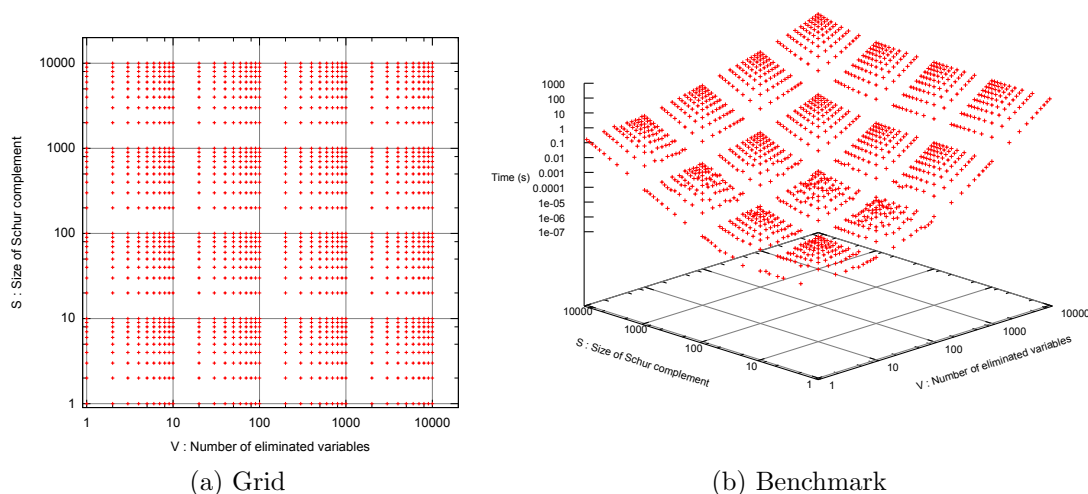 10000
1000
100
10
1
S : Size of Schur complement
1 10 100 1000 10000
V : Number of eliminated variables
(a) Grid
1000
100
10
1
0.1
0.01
0.001
Time (s)
0.0001
1e-05
1e-06
1e-07
10000
1000
100
10
1
S : Size of Schur complement
1
10
100
1000
10000
V : Number of eliminated variables
(b) Benchmark